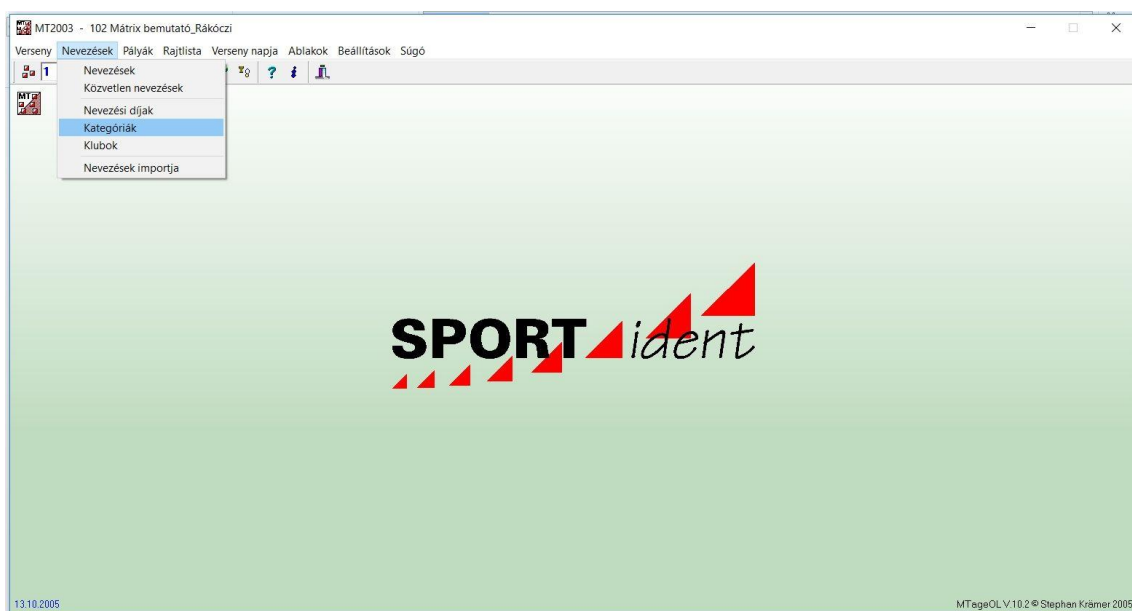 MT2003 - 102 Mátrix bemutató_Rákóczi
Verseny Nevezések Pályák Rajtlista Verseny napja Ablakok Beállítások Súgó
1
Nevezések
Közvetlen nevezések
Nevezési díjak
Kategóriák
Klubok
Nevezések importja
MT
SPORT ident
13.10.2005
MTageOL V.10.2 © Stephan Krämer 2005